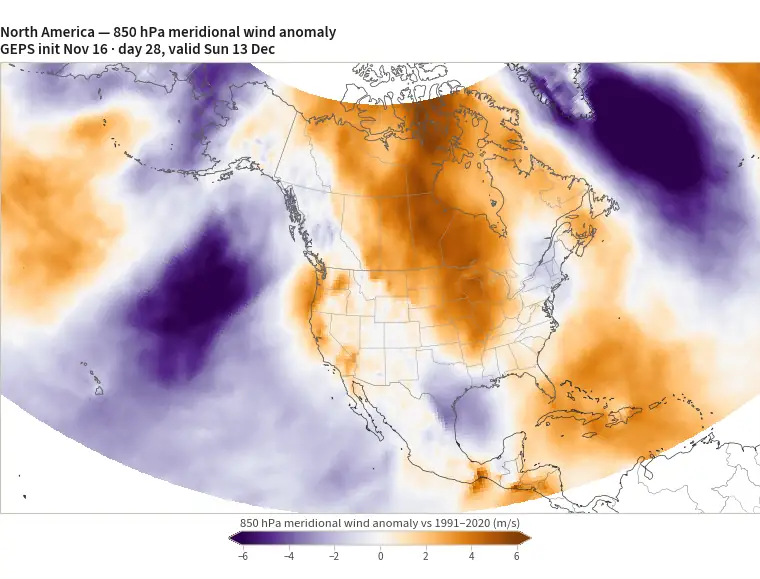 North America — 850 hPa meridional wind anomaly
GEPS init Nov 16 · day 28, valid Sun 13 Dec
850 hPa meridional wind anomaly vs 1991–2020 (m/s)
−6 −4 −2 0 2 4 6